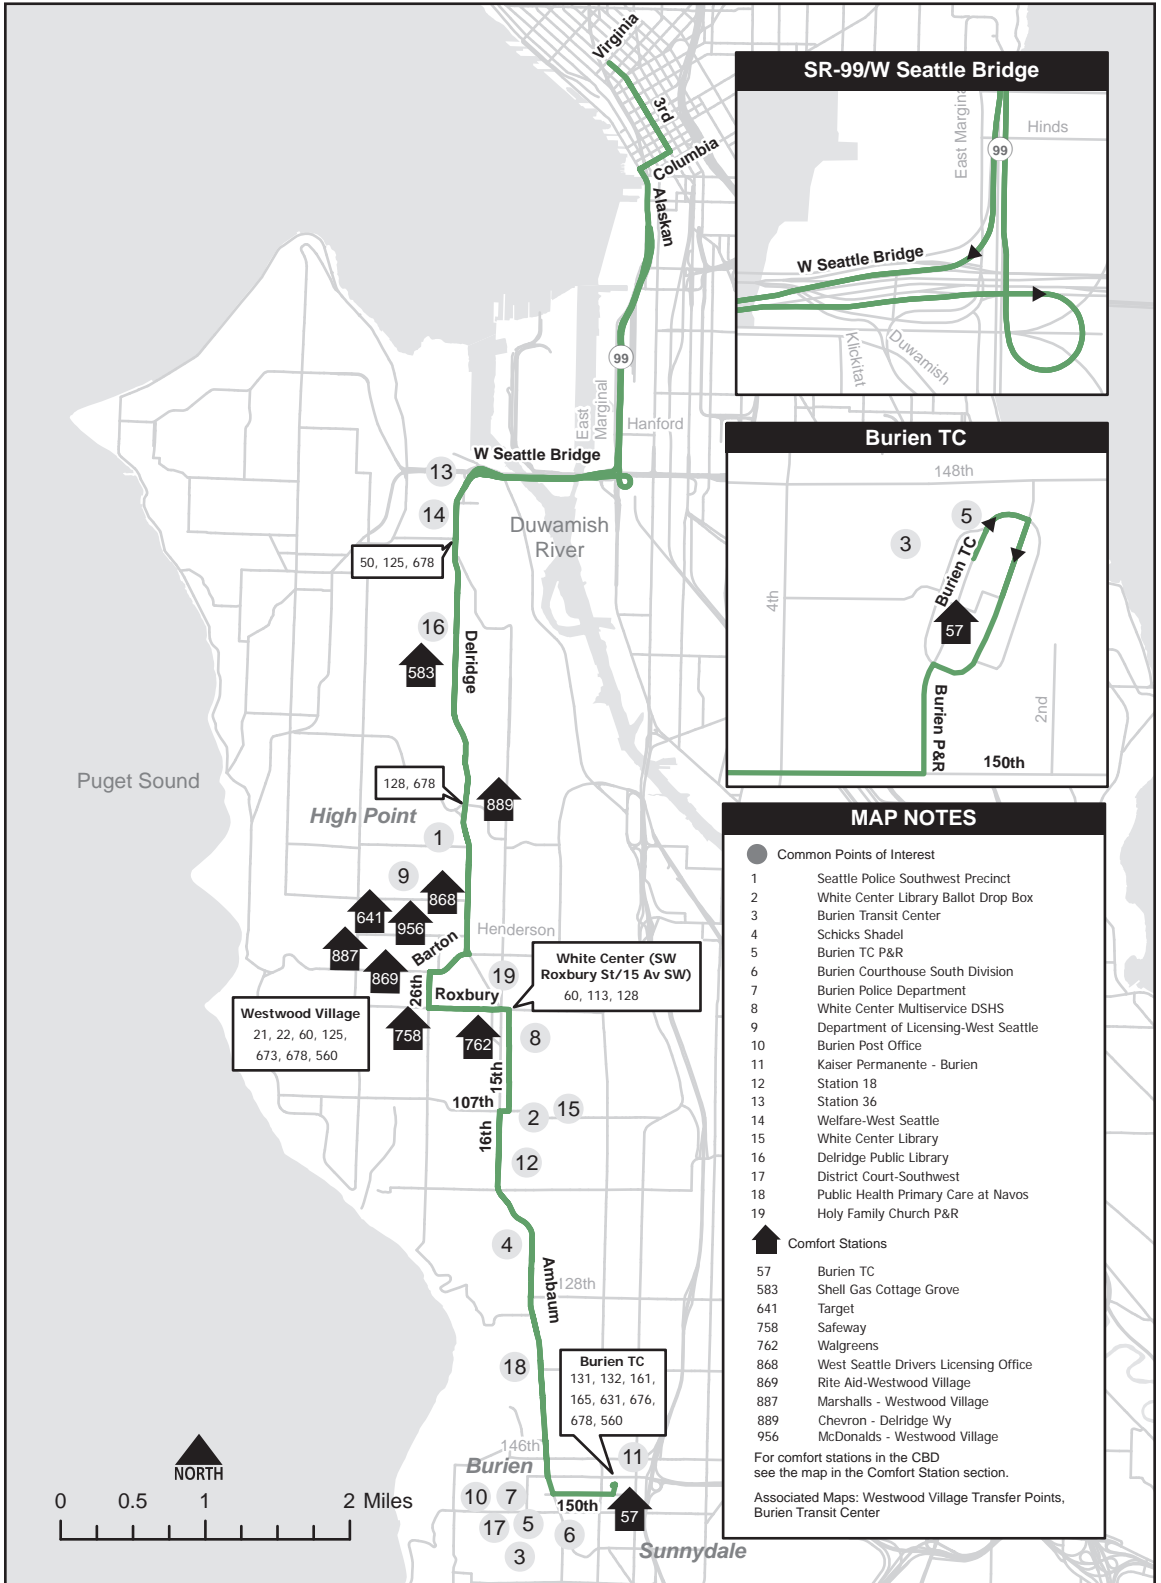 Virginia
3rd
Columbia
Alaskan
99
East
Marginal
Hanford
W Seattle Bridge
13
14
Duwamish
River
50, 125, 678
16
583
Delridge
Puget Sound
128, 678
889
High Point
1
9
868
641
956
Henderson
887
Barton
869
26th
19
White Center (SW
Roxbury St/15 Av SW)
60, 113, 128
Roxbury
Westwood Village
21, 22, 60, 125,
673, 678, 560
758
762
8
15th
107th
2
15
16th
12
4
Ambaum
128th
18
Burien TC
131, 132, 161,
165, 631, 676,
678, 560
146th
11
Burien
10
7
150th
57
17
5
6
3
Sunnydale
NORTH
0
0.5
1
2 Miles
SR-99/W Seattle Bridge
East Margina
Hinds
99
W Seattle Bridge
Klickitat
Duwamish
Burien TC
148th
5
3
Burien TC
4th
57
2nd
Burien P&R
150th
MAP NOTES
Common Points of Interest
1 Seattle Police Southwest Precinct
2 White Center Library Ballot Drop Box
3 Burien Transit Center
4 Schicks Shadel
5 Burien TC P&R
6 Burien Courthouse South Division
7 Burien Police Department
8 White Center Multiservice DSHS
9 Department of Licensing-West Seattle
10 Burien Post Office
11 Kaiser Permanente - Burien
12 Station 18
13 Station 36
14 Welfare-West Seattle
15 White Center Library
16 Delridge Public Library
17 District Court-Southwest
18 Public Health Primary Care at Navos
19 Holy Family Church P&R
Comfort Stations
57 Burien TC
583 Shell Gas Cottage Grove
641 Target
758 Safeway
762 Walgreens
868 West Seattle Drivers Licensing Office
869 Rite Aid-Westwood Village
887 Marshalls - Westwood Village
889 Chevron - Delridge Wy
956 McDonalds - Westwood Village
For comfort stations in the CBD
see the map in the Comfort Station section.
Associated Maps: Westwood Village Transfer Points,
Burien Transit Center